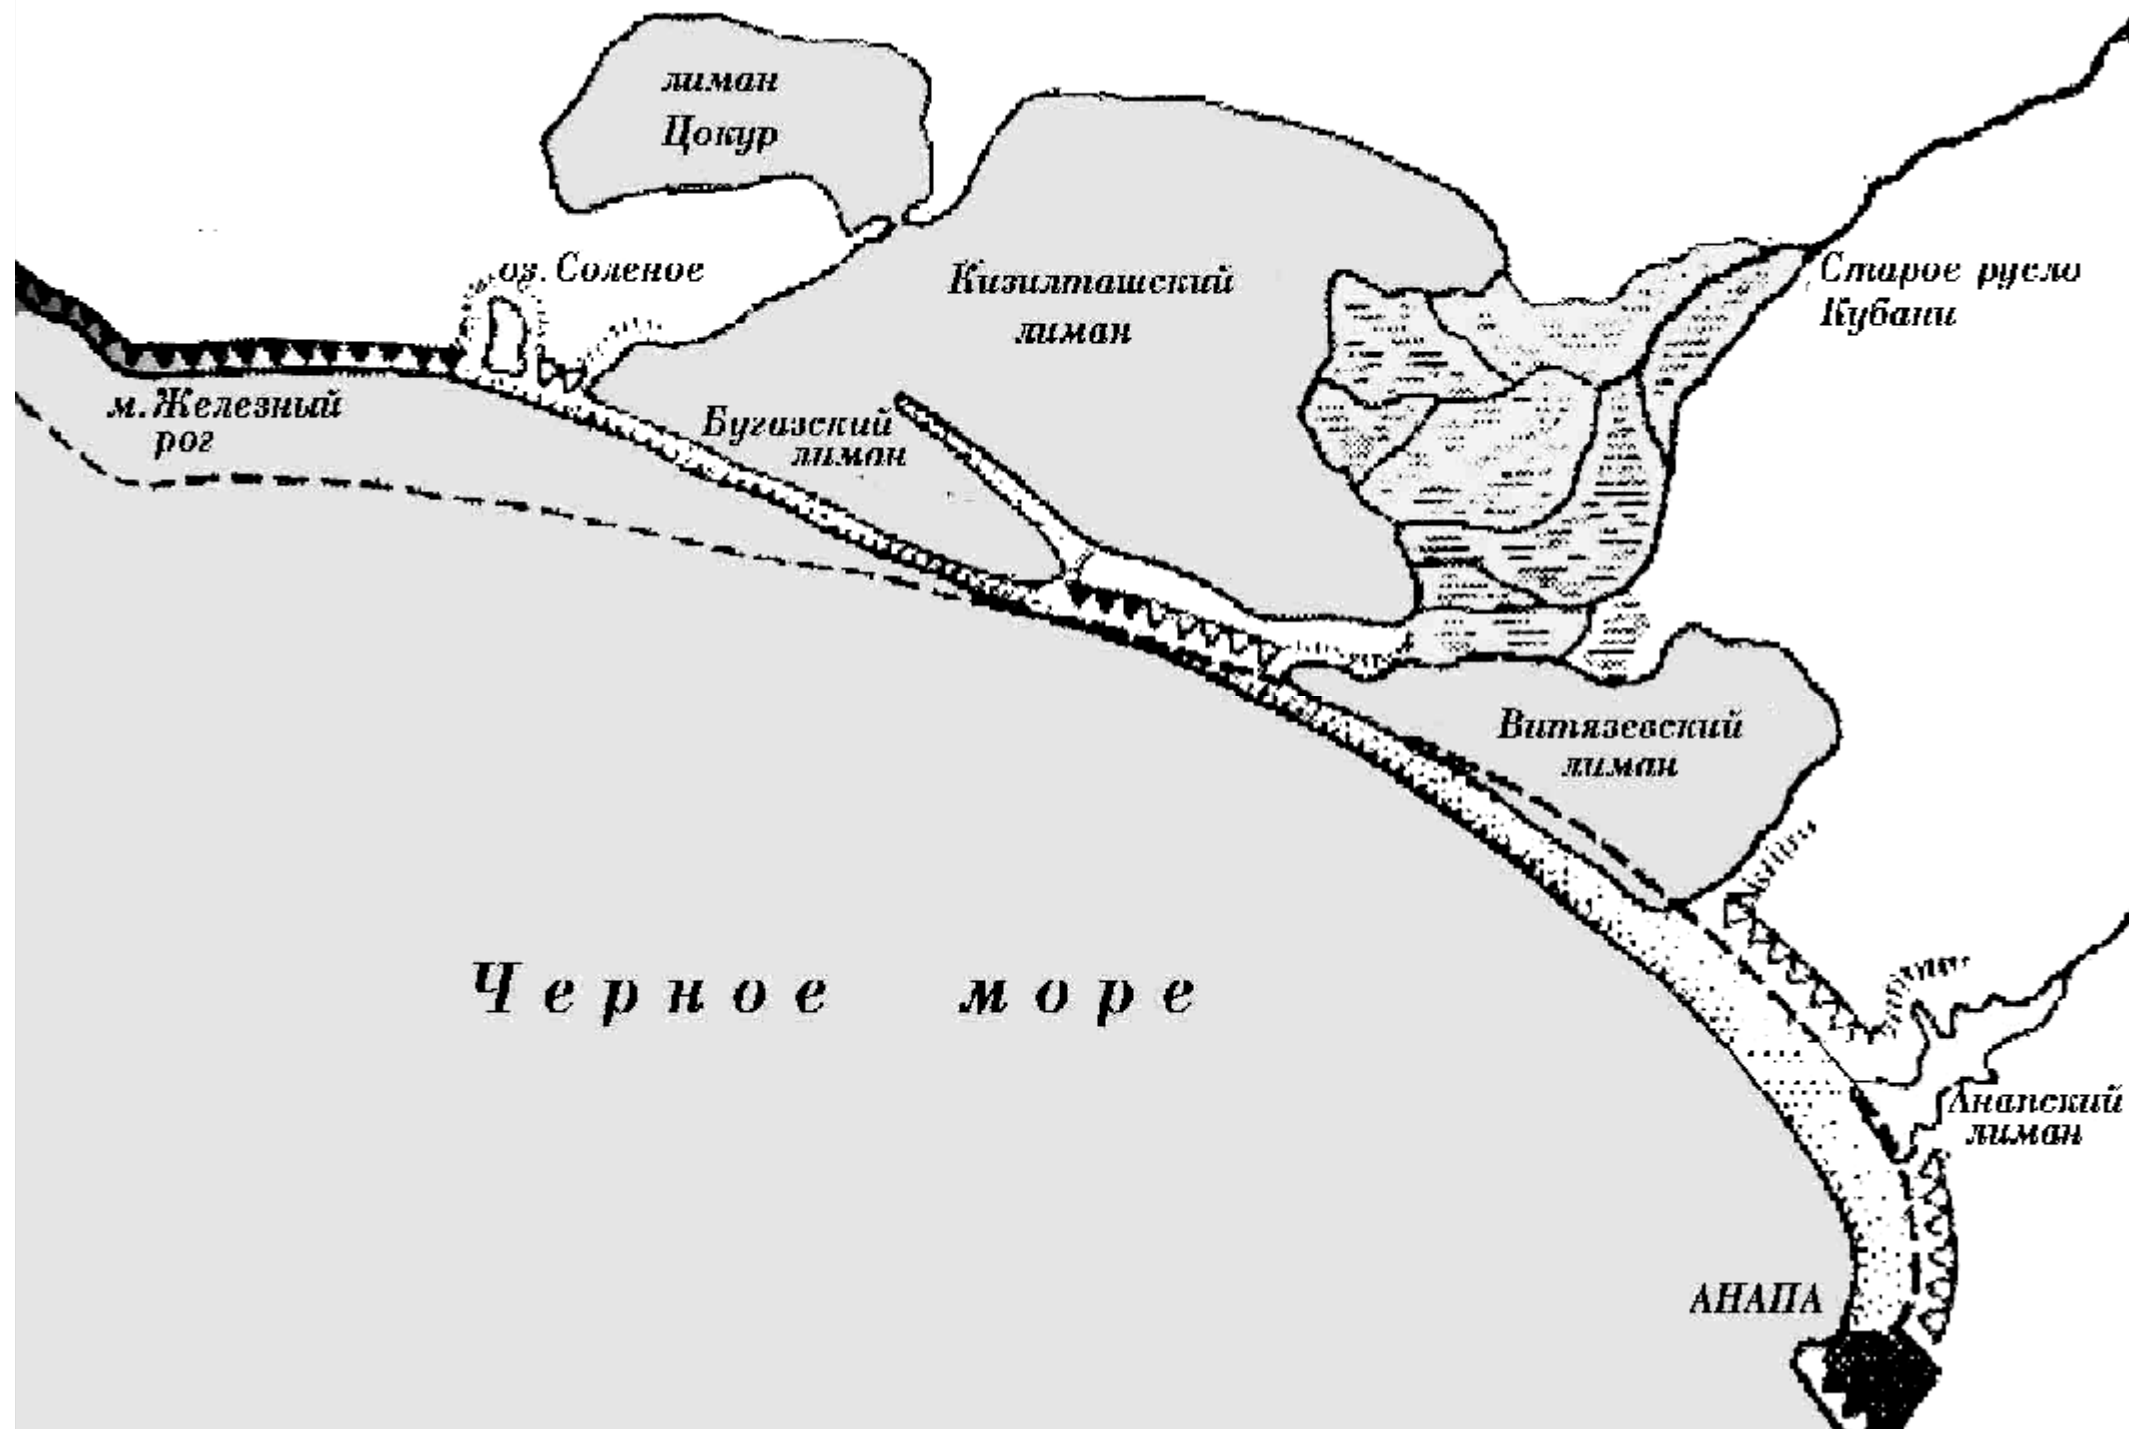 лиман
Цокур
оз. Соленое
Кизилташский
лиман
Старое русло
Кубани
м. Железный
рог
Бугазский
лиман
Витязевский
лиман
Черное море
Анапский
лиман
АНАПА